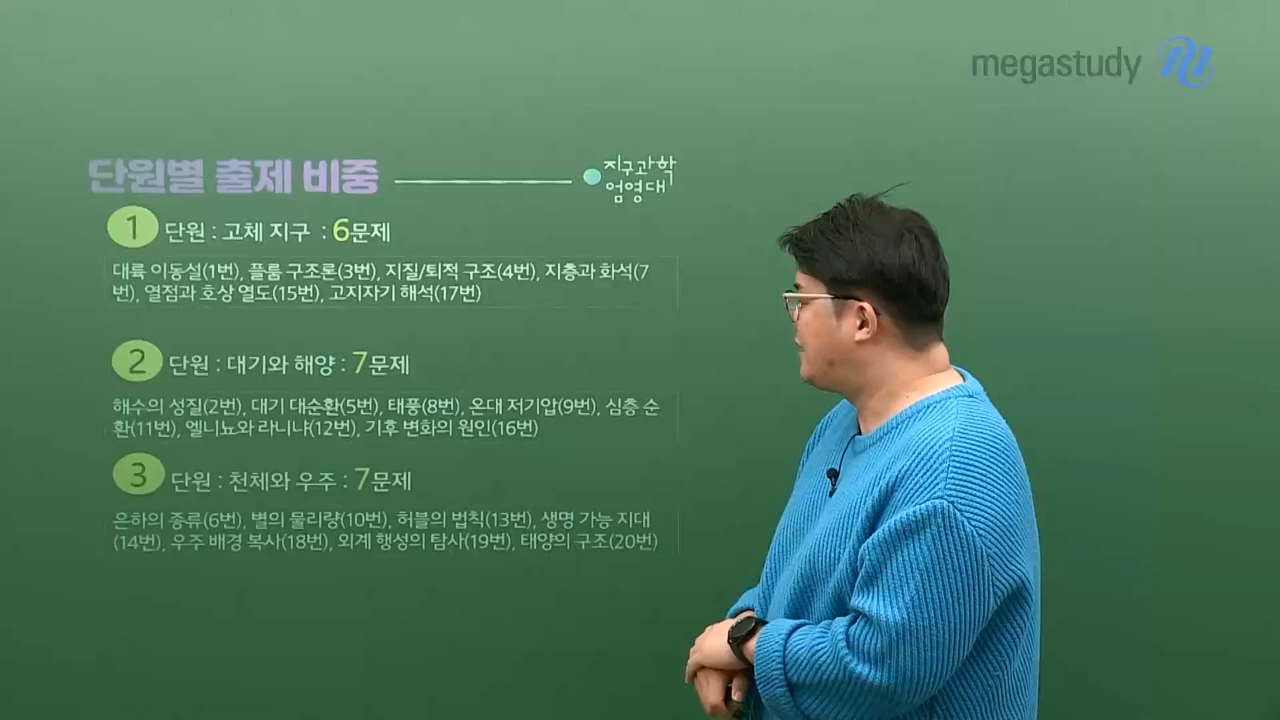 megastudy
단원별 출제 비중
지구과학
엄영대
1 단원 : 고체 지구 : 6문제
대륙 이동설(1번), 플룸 구조론(3번), 지질/퇴적 구조(4번), 지층과 화석(7
번), 열점과 호상 열도(15번), 고지자기 해석(17번)
2 단원 : 대기와 해양 : 7문제
해수의 성질(2번), 대기 대순환(5번), 태풍(8번), 온대 저기압(9번), 심층 순
환(11번), 엘니뇨와 라니냐(12번), 기후 변화의 원인(16번)
3 단원 : 천체와 우주 : 7문제
은하의 종류(6번), 별의 물리량(10번), 허블의 법칙(13번), 생명 가능 지대
(14번), 우주 배경 복사(18번), 외계 행성의 탐사(19번), 태양의 구조(20번)